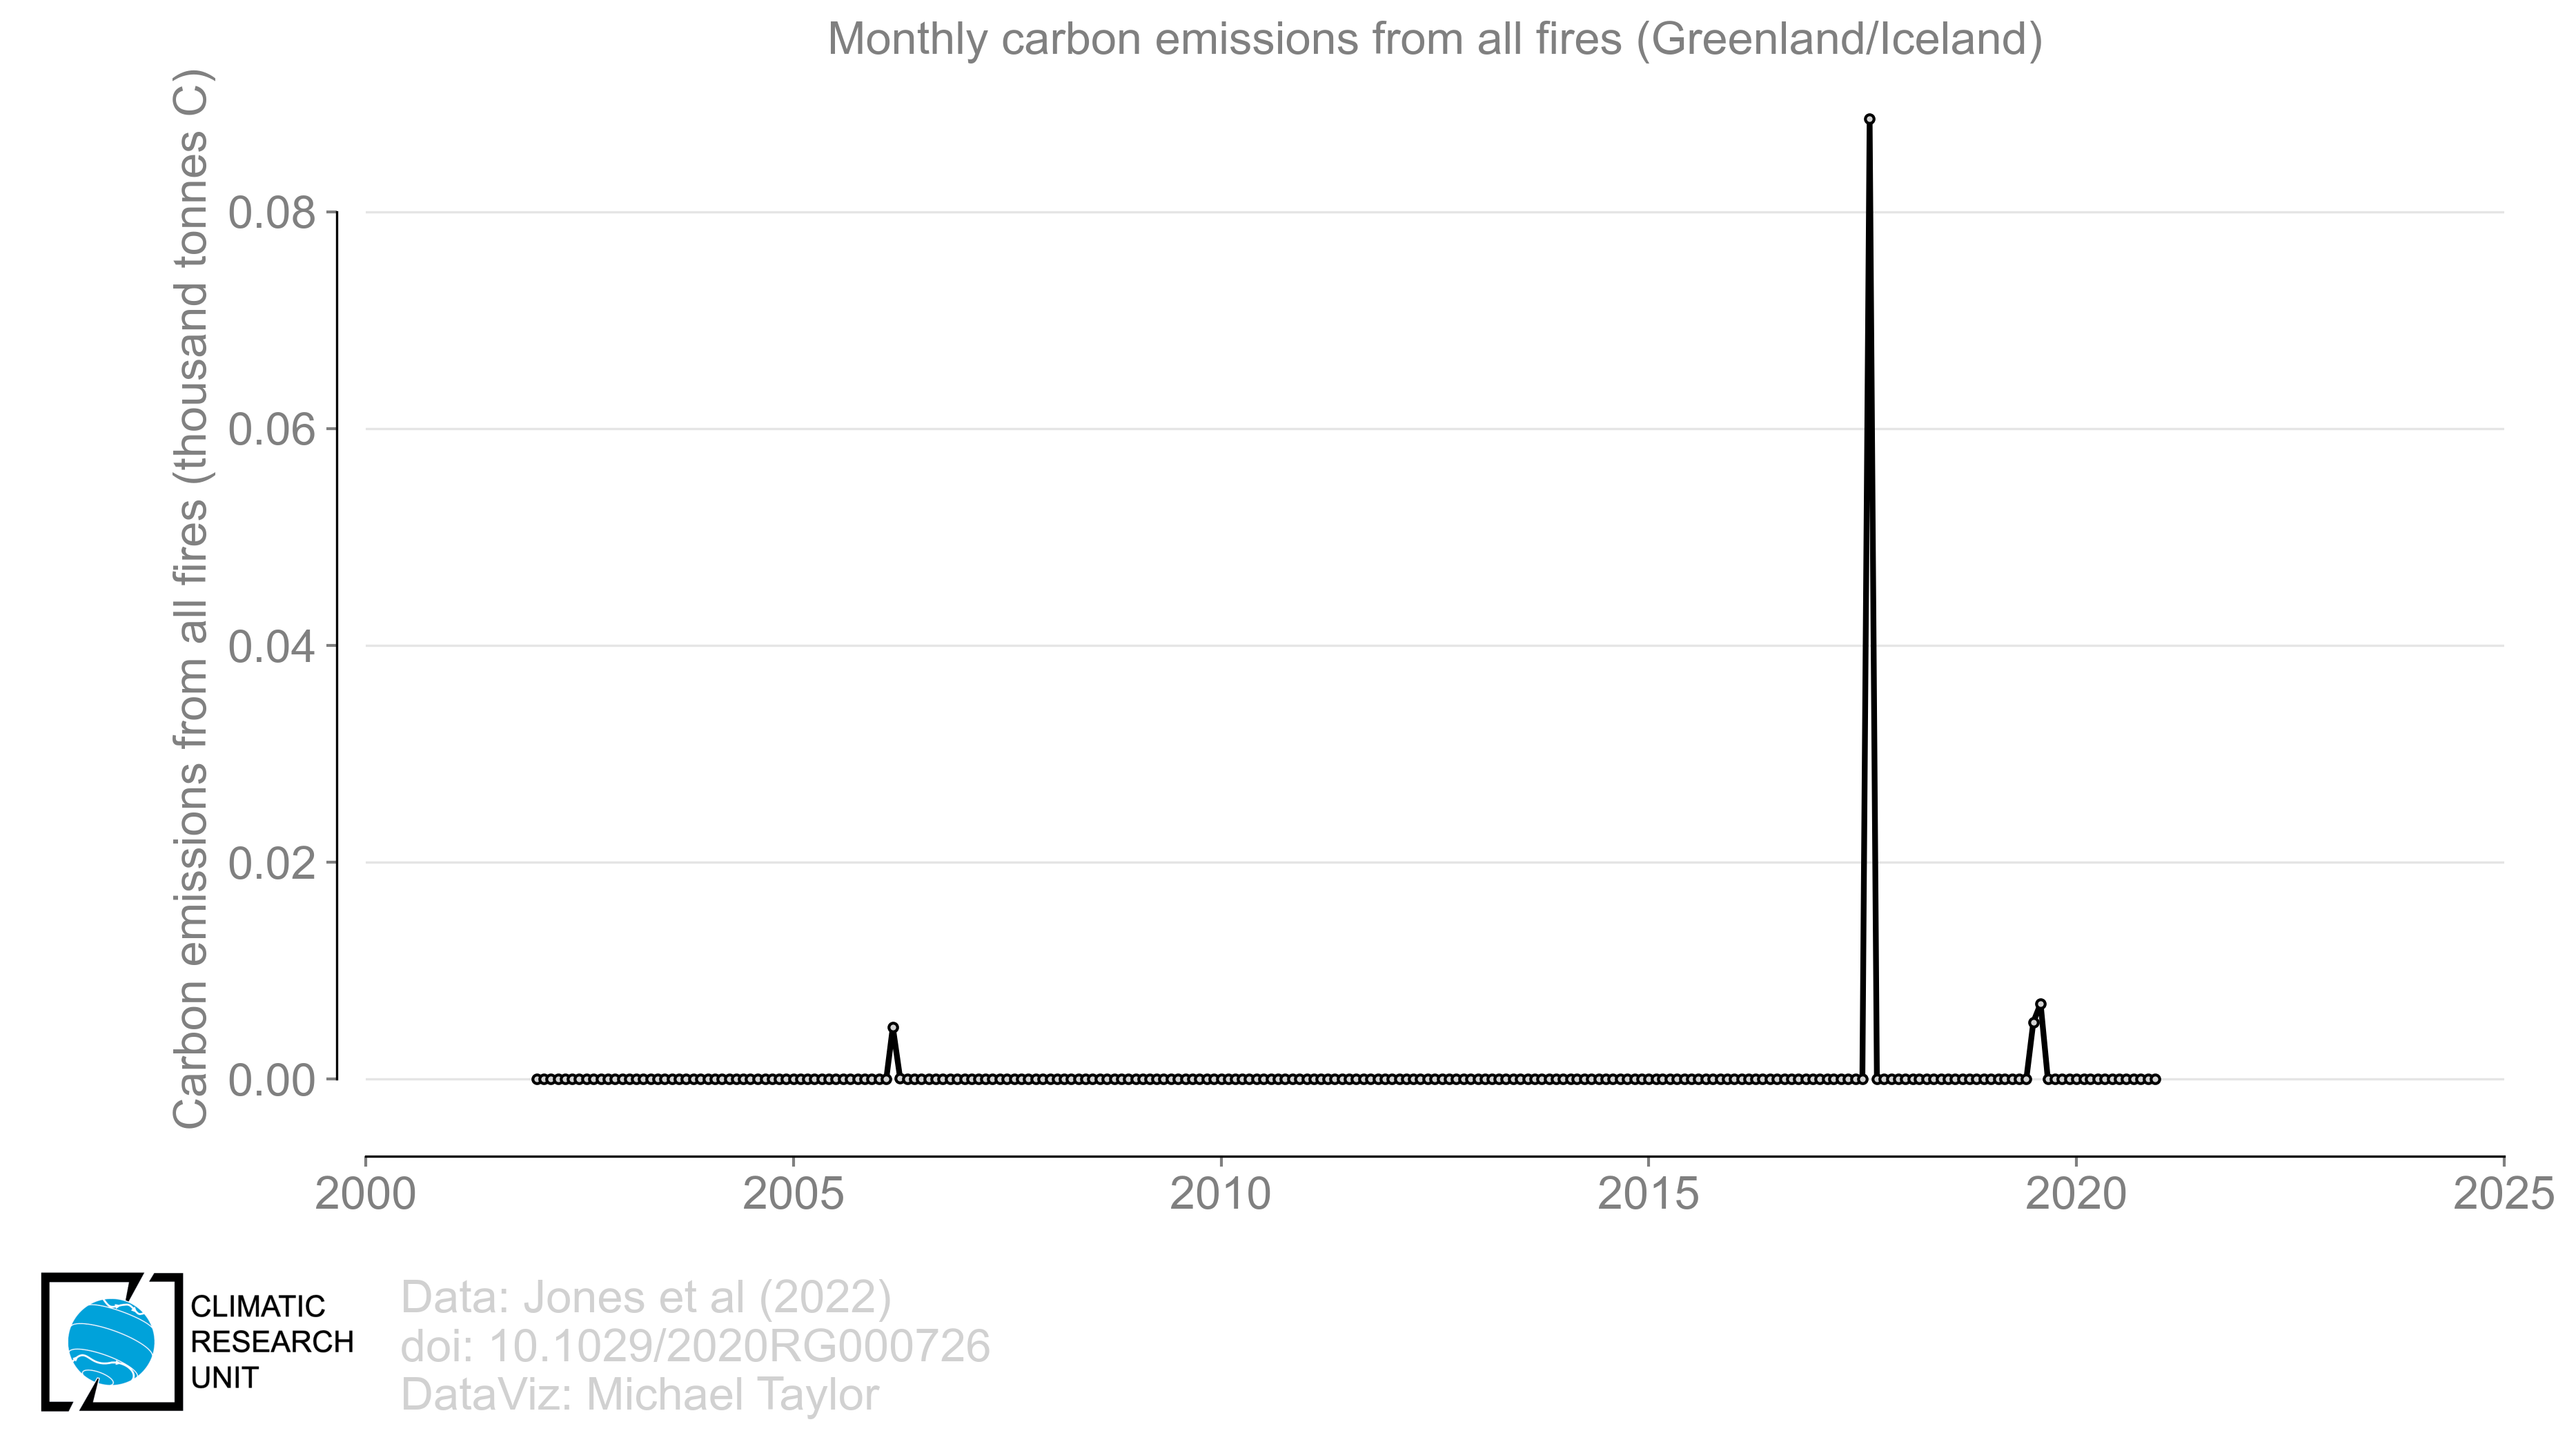 Monthly carbon emissions from all fires (Greenland/Iceland)
Carbon emissions from all fires (thousand tonnes C)
0.08
0.06
0.04
0.02
0.00
2000 2005 2010 2015 2020 2025
CLIMATIC
RESEARCH
UNIT
Data: Jones et al (2022)
doi: 10.1029/2020RG000726
DataViz: Michael Taylor